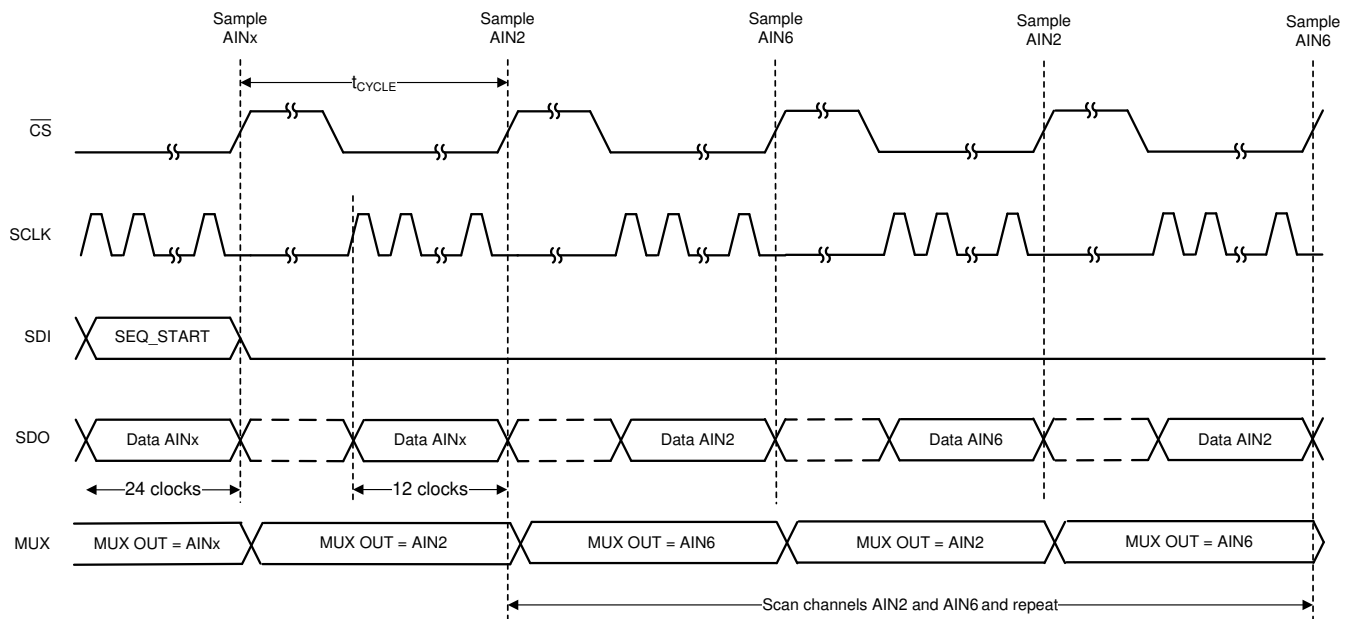 Sample
AINx
Sample
AIN2
Sample
AIN6
Sample
AIN2
Sample
AIN6
tCYCLE
CS
SCLK
SDI
SEQ_START
SDO
Data AINx
Data AINx
Data AIN2
Data AIN6
Data AIN2
24 clocks
12 clocks
MUX
MUX OUT = AINx
MUX OUT = AIN2
MUX OUT = AIN6
MUX OUT = AIN2
MUX OUT = AIN6
Scan channels AIN2 and AIN6 and repeat